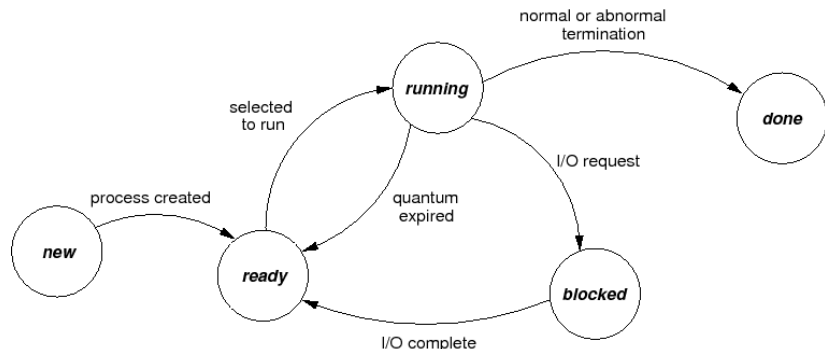 normal or abnormal
termination
running
done
selected
to run
I/O request
process created
quantum
expired
new
ready
blocked
I/O complete